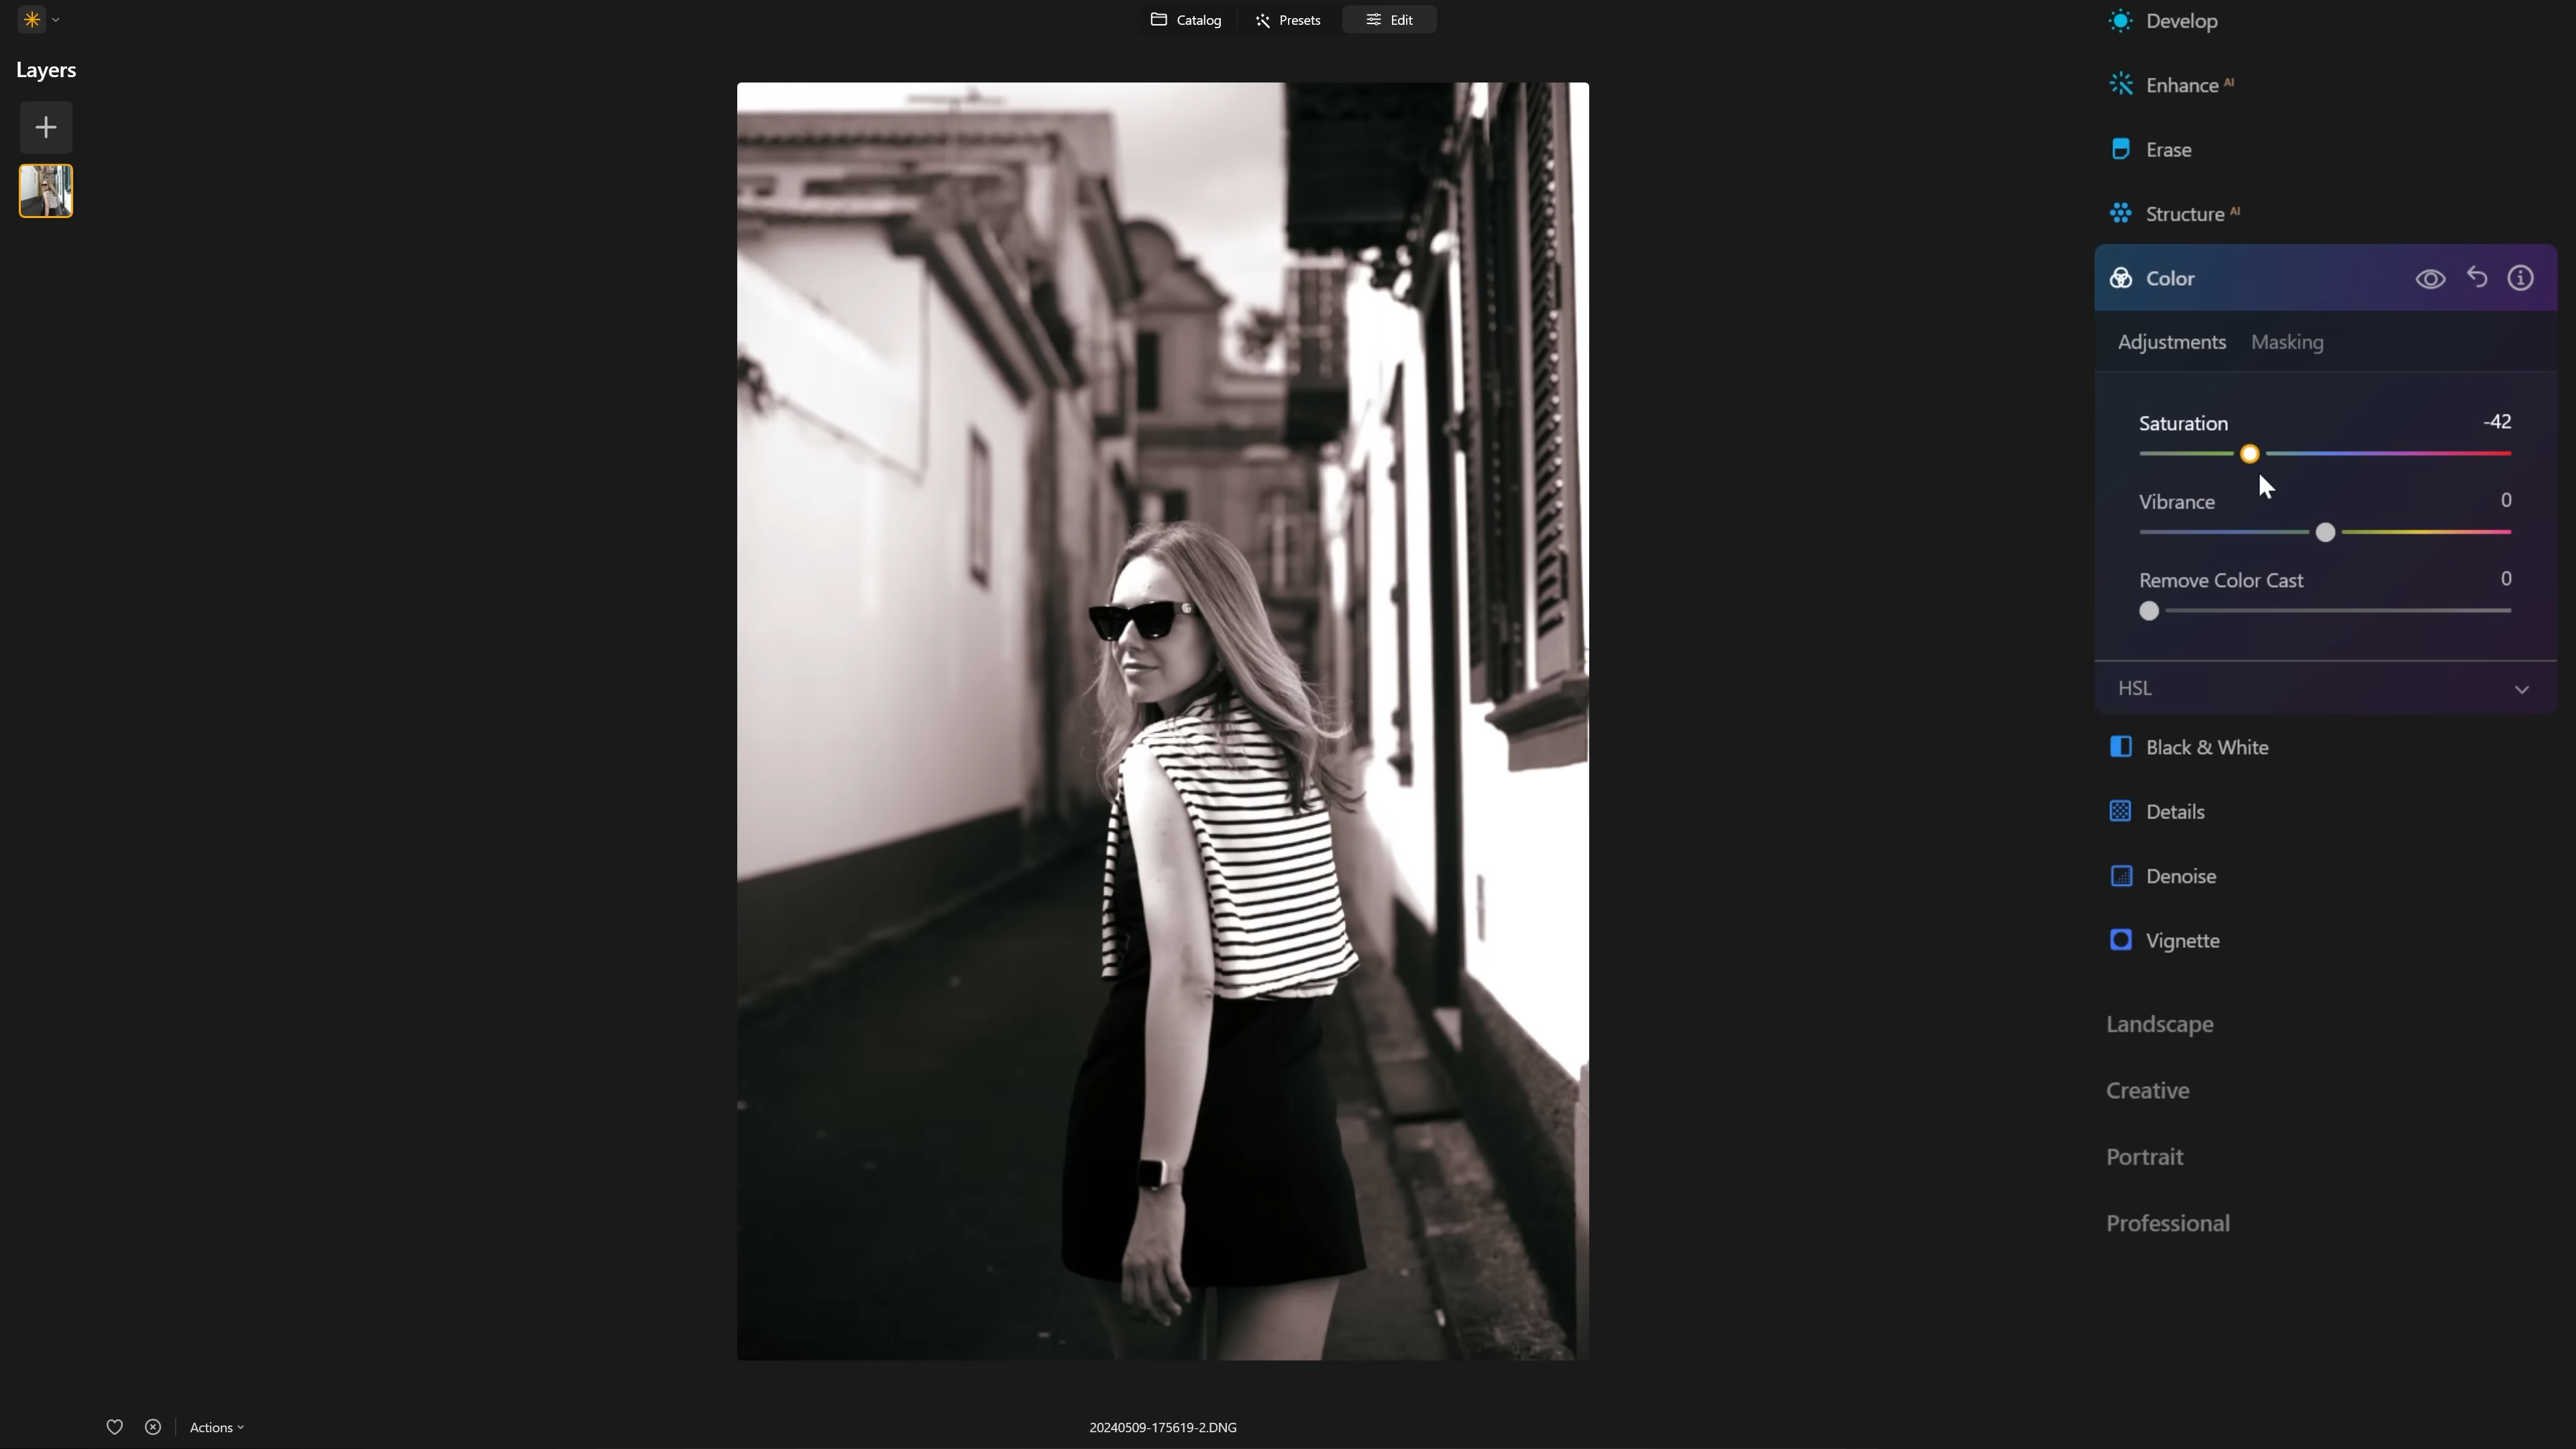 Catalog
Presets
Edit
Layers
Develop
Enhance AI
Erase
Structure AI
Color
Adjustments Masking
Saturation -42
Vibrance 0
Remove Color Cast 0
HSL
Black & White
Details
Denoise
Vignette
Landscape
Creative
Portrait
Professional
Actions
20240509-175619-2.DNG